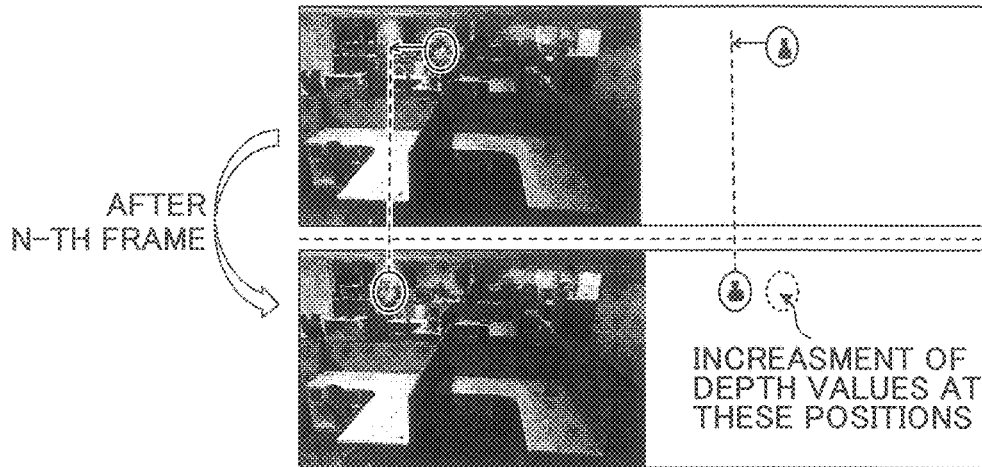 AFTER
N-TH FRAME
INCREASMENT OF
DEPTH VALUES AT
THESE POSITIONS